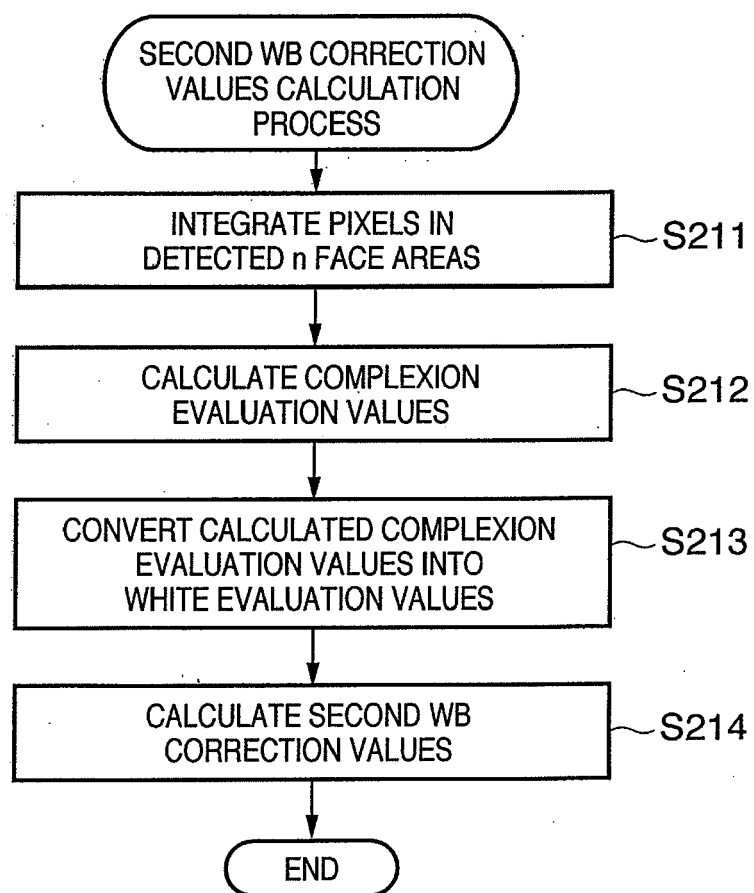 SECOND WB CORRECTION
VALUES CALCULATION
PROCESS
INTEGRATE PIXELS IN
DETECTED n FACE AREAS
S211
CALCULATE COMPLEXION
EVALUATION VALUES
S212
CONVERT CALCULATED COMPLEXION
EVALUATION VALUES INTO
WHITE EVALUATION VALUES
S213
CALCULATE SECOND WB
CORRECTION VALUES
S214
END